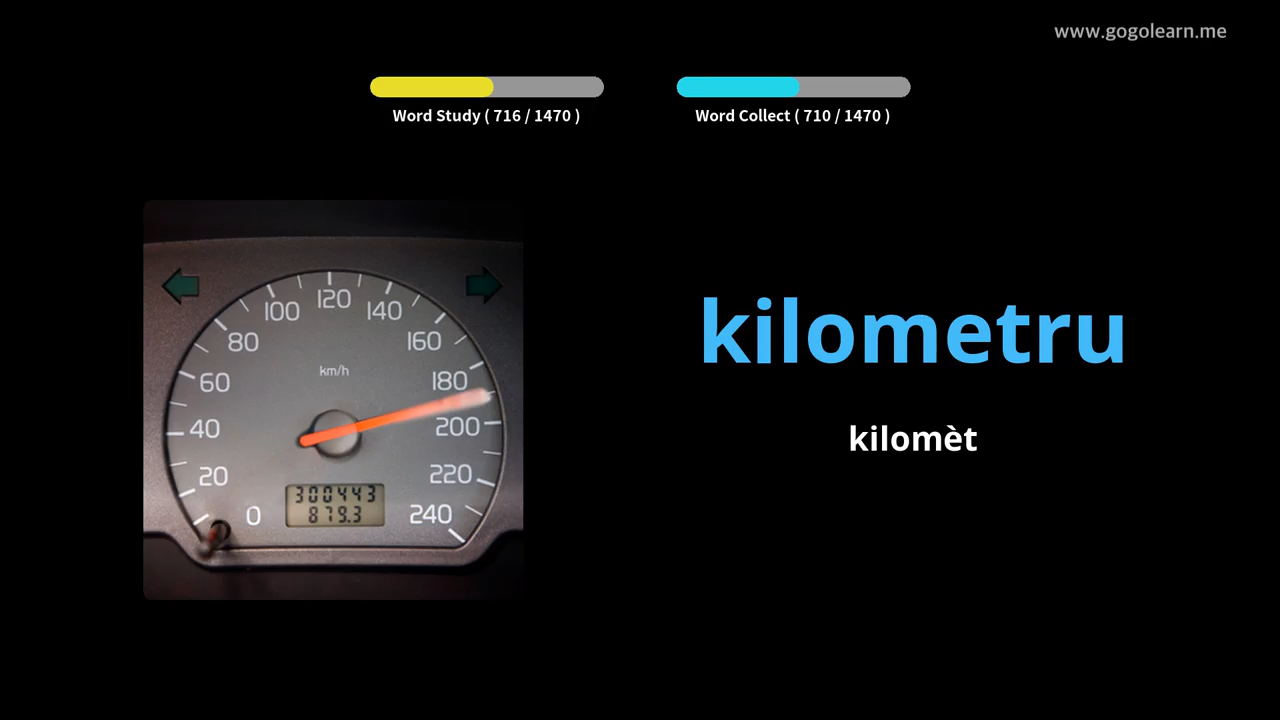 www.gogolearn.me
Word Study ( 716 / 1470 )
Word Collect ( 710 / 1470 )
120
100
140
80
160
km/h
60
180
kilometru
40
200
kilomèt
20
220
300443
0
879.3
240